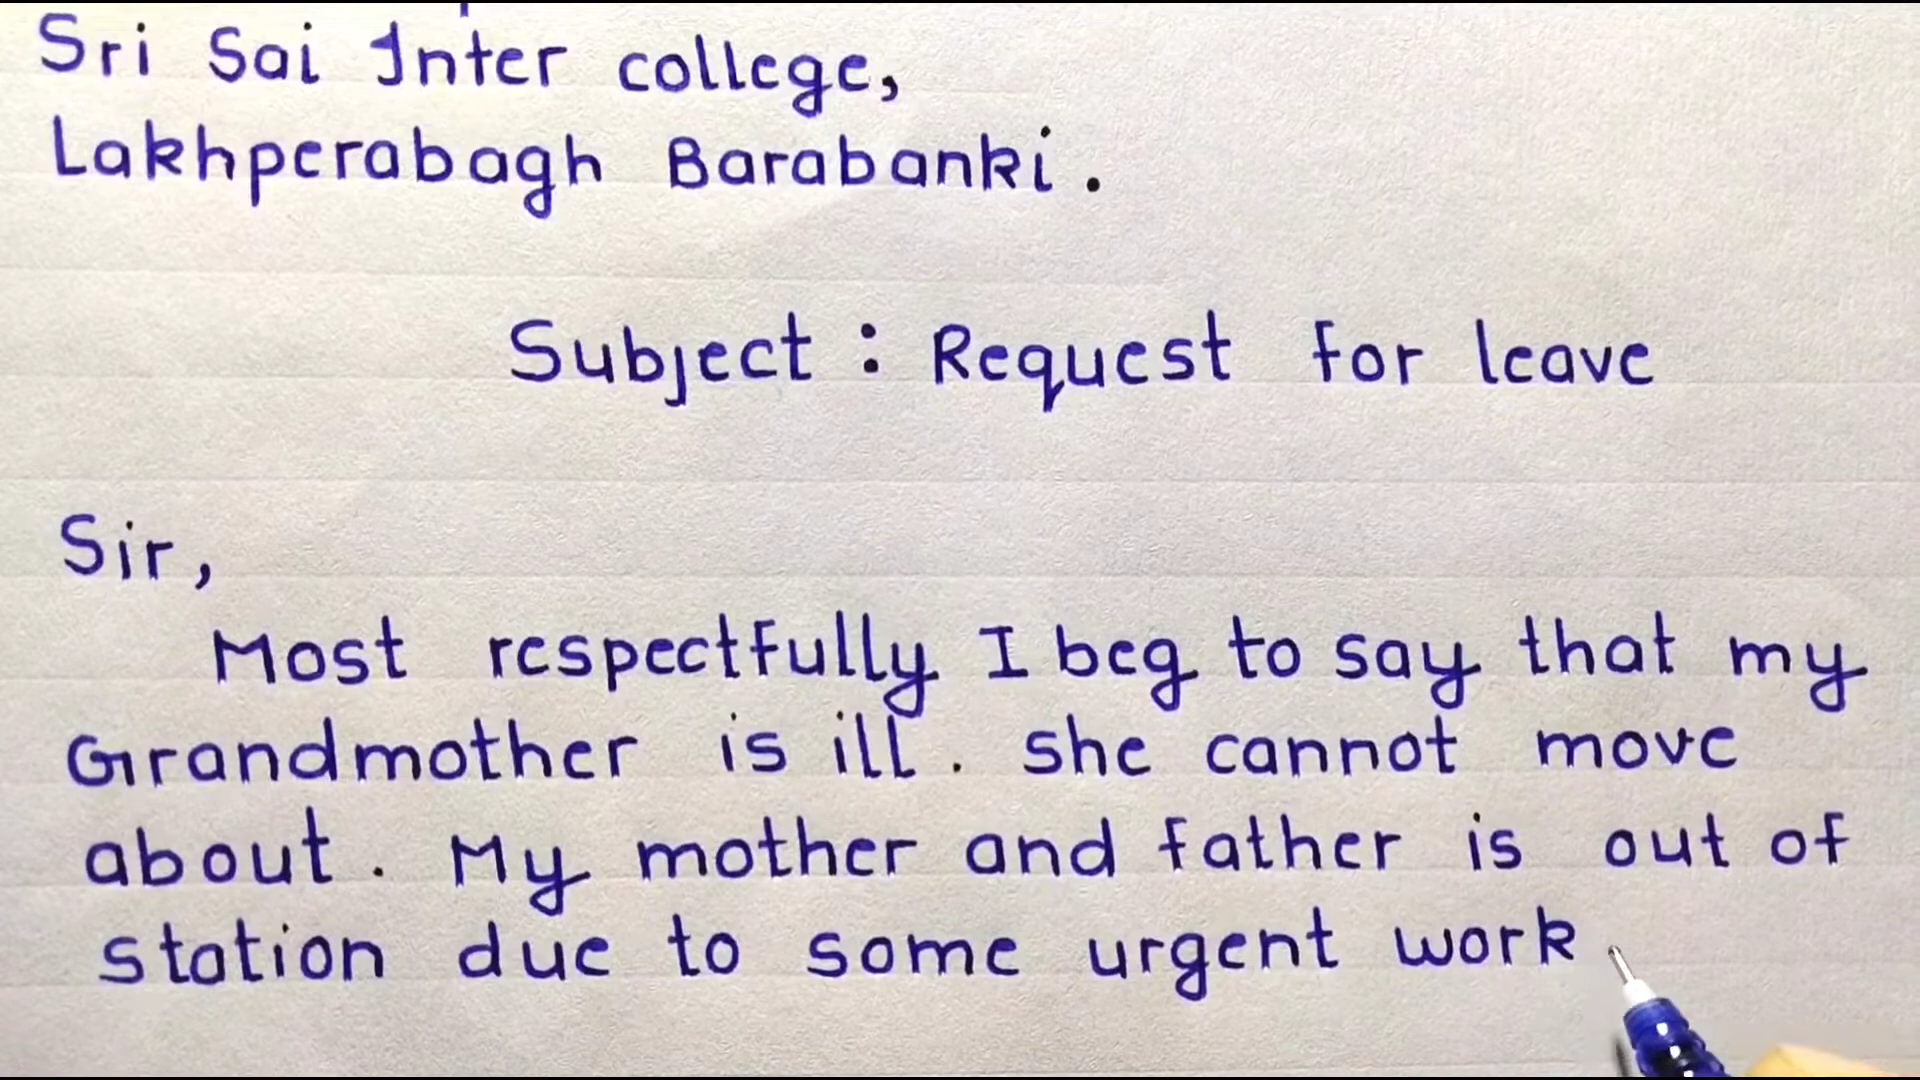 Sri Sai Inter college,
Lakhperabagh Barabanki.
Subject : Request for leave
Sir,
Most respectfully I beg to say that my
Grandmother is ill. she cannot move
about. My mother and father is out of
station due to some urgent work